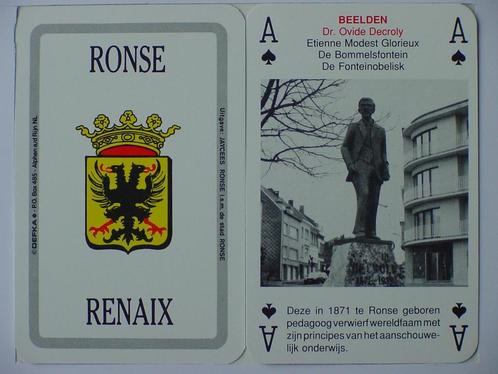 RONSE
© DEFKA P.O. Box 485 - Alphen a/d Rijn NL
Uitgave: JAYCEES RONSE i.s.m. de stad RONSE
RENAIX
A
A
BEELDEN
Dr. Ovide Decroly
Etienne Modest Glorieux
De Bommelsfontein
De Fonteinobelisk
A
A
Deze in 1871 te Ronse geboren
pedagoog verwierf wereldfaam met
zijn principes van het aanschouwe-
lijk onderwijs.